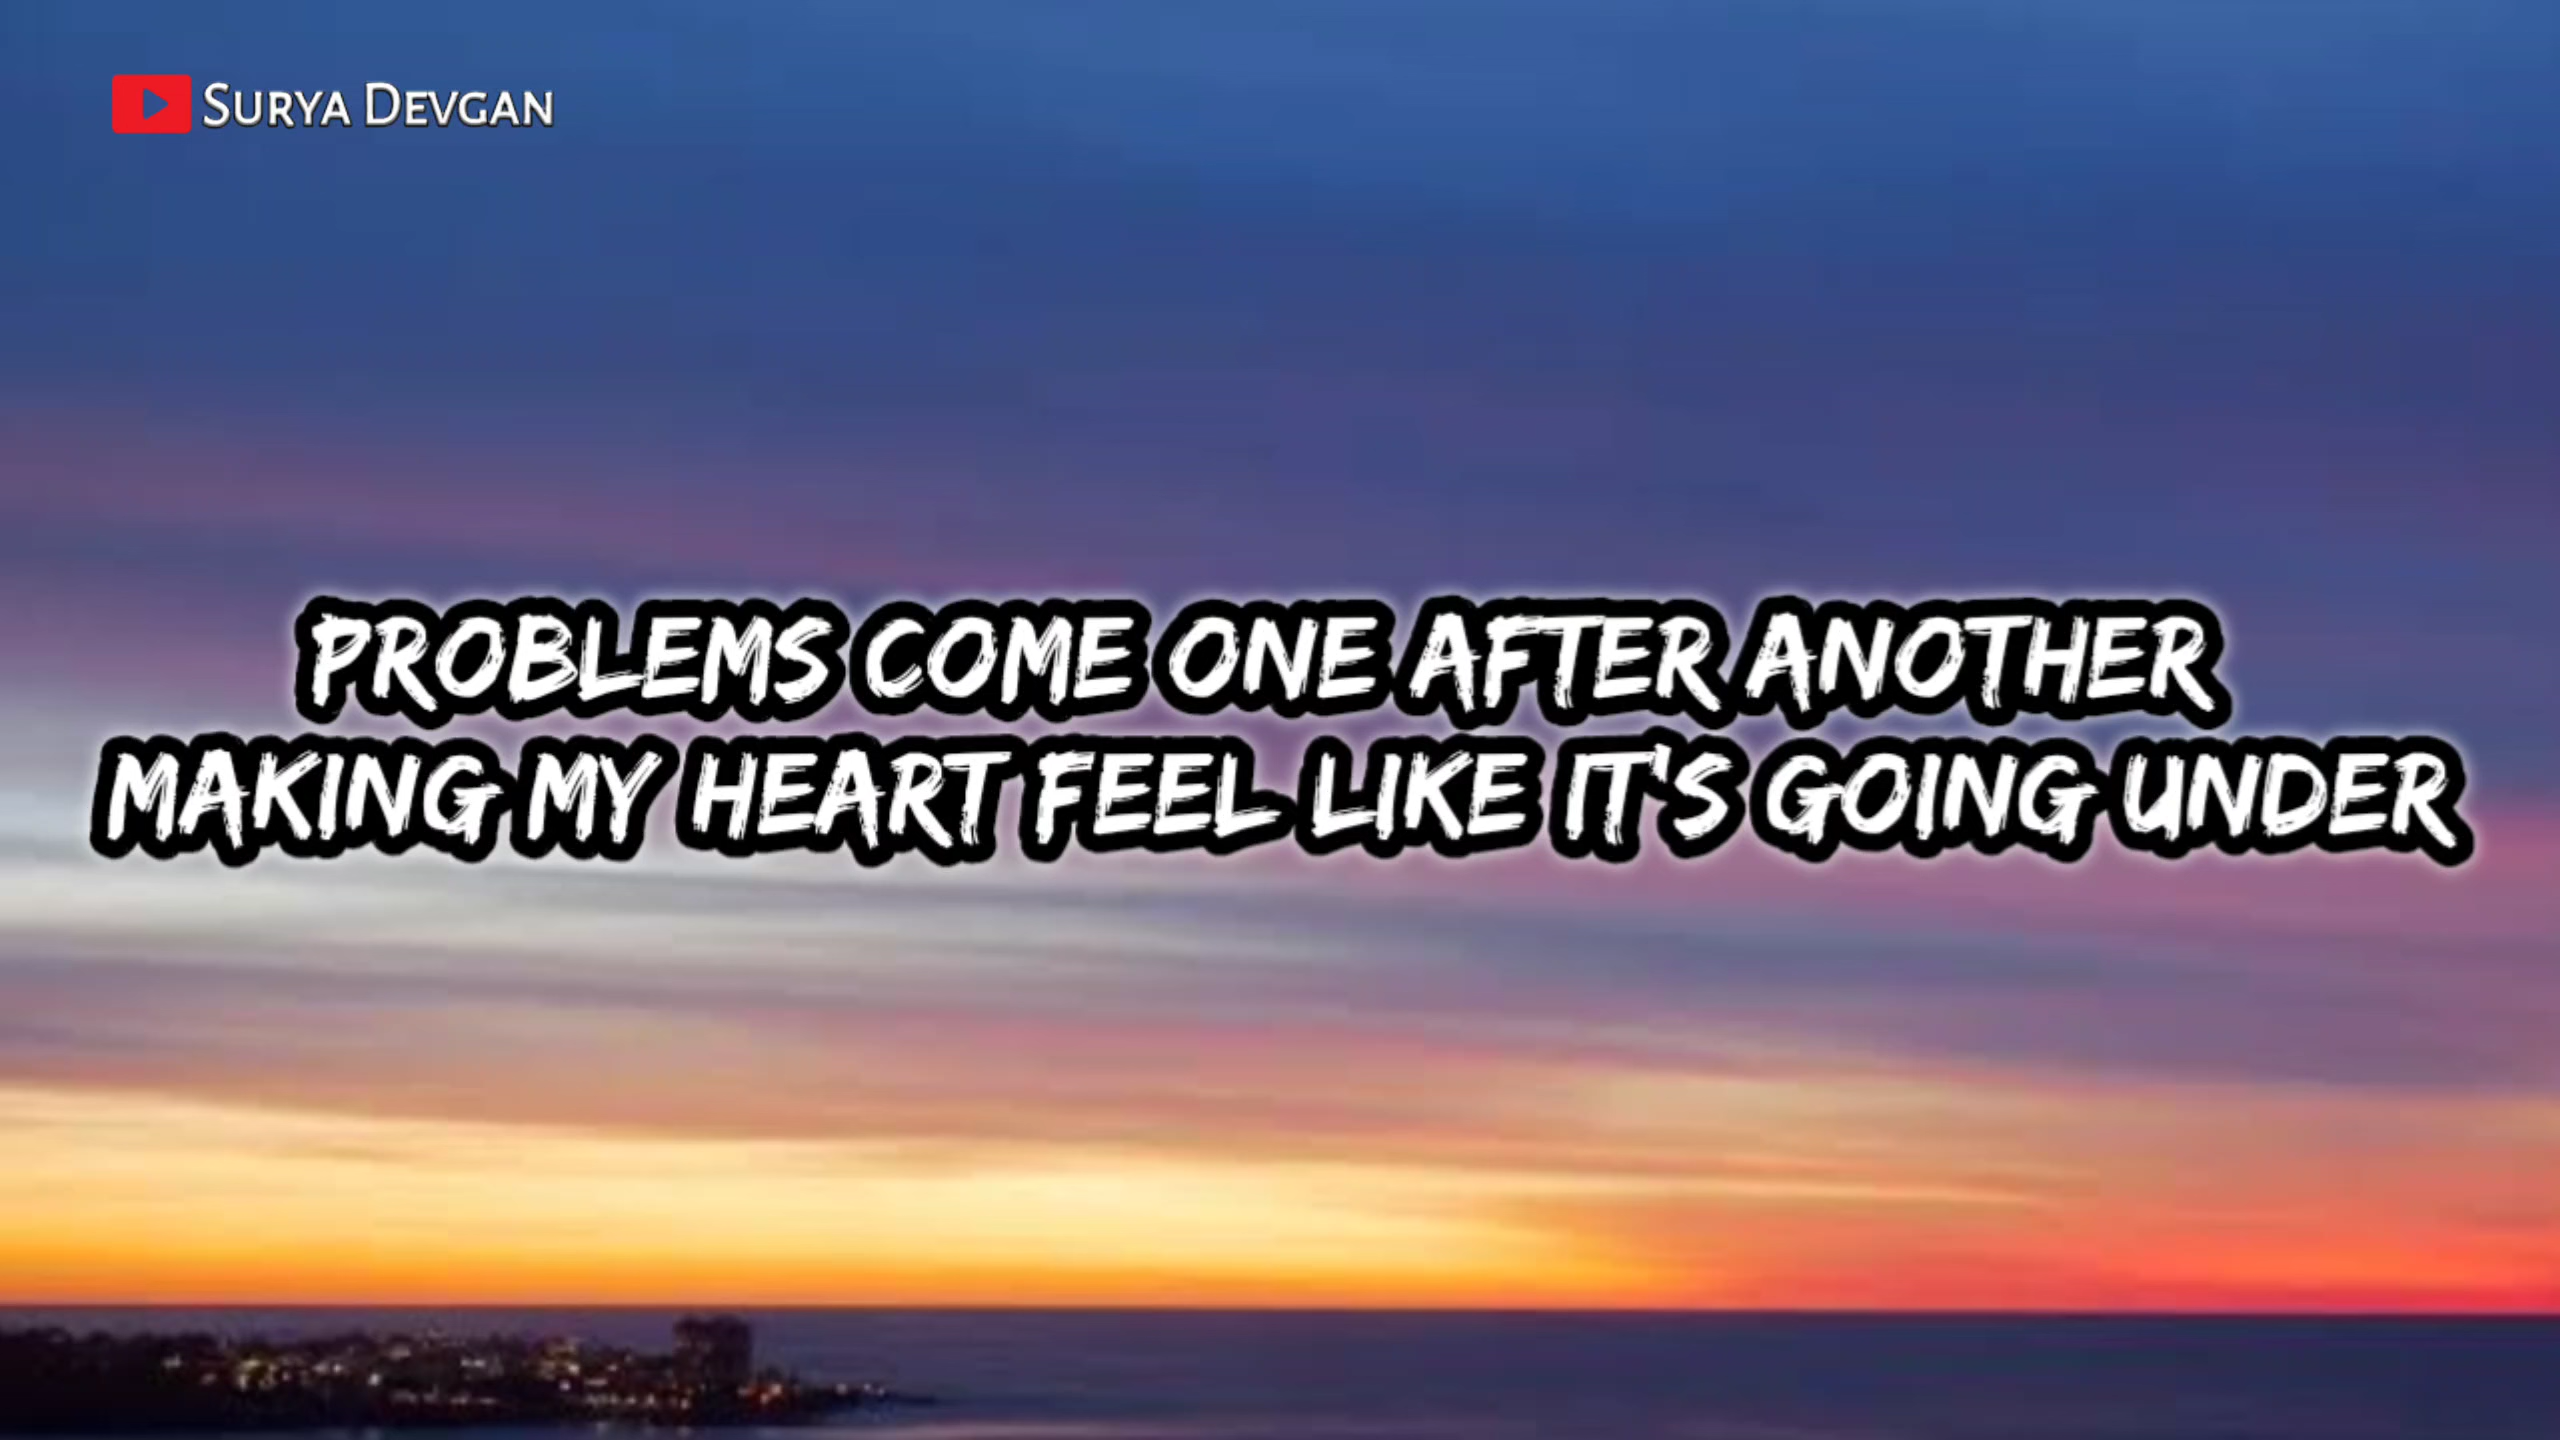 Surya Devgan
PROBLEMS COME ONE AFTER ANOTHER
MAKING MY HEART FEEL LIKE IT'S GOING UNDER